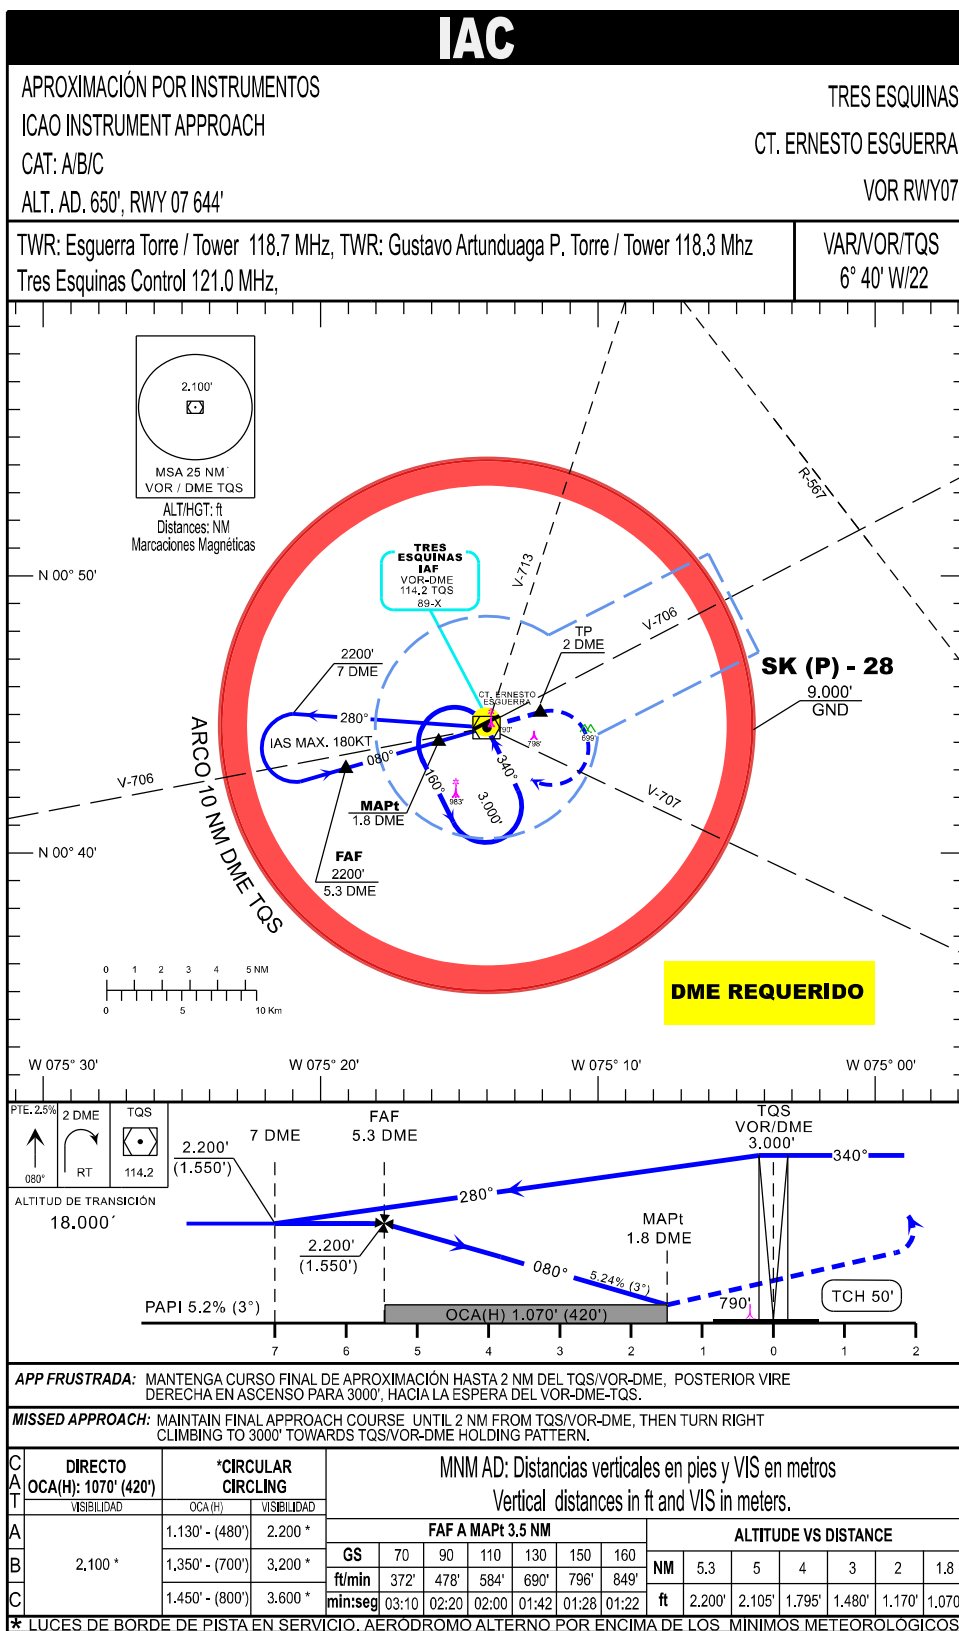 IAC
APROXIMACIÓN POR INSTRUMENTOS
ICAO INSTRUMENT APPROACH
CAT: A/B/C
ALT. AD. 650', RWY 07 644'
TRES ESQUINAS
CT. ERNESTO ESGUERRA
VOR RWY07
TWR: Esguerra Torre / Tower 118.7 MHz, TWR: Gustavo Artunduaga P. Torre / Tower 118.3 Mhz
Tres Esquinas Control 121.0 MHz,
VAR/VOR/TQS
6° 40' W/22
2.100'
MSA 25 NM
VOR / DME TQS
ALT/HGT: ft
Distances: NM
Marcaciones Magnéticas
R-567
V-713
N 00° 50'
TRES
ESQUINAS
IAF
VOR-DME
114.2 TQS
89-X
V-706
TP
2 DME
2200'
7 DME
SK (P) - 28
9.000'
GND
CT. ERNESTO
ESGUERRA
280°
IAS MAX. 180KT
080°
798'
699'
340°
160°
983'
3.000'
V-706
V-707
MAPt
1.8 DME
FAF
2200'
5.3 DME
N 00° 40'
ARCO 10 NM DME TQS
0 1 2 3 4 5 NM
0 5 10 Km
DME REQUERIDO
W 075° 30'
W 075° 20'
W 075° 10'
W 075° 00'
PTE. 2.5%
080°
2 DME
RT
TQS
114.2
ALTITUD DE TRANSICIÓN
18.000´
7 DME
FAF
5.3 DME
TQS
VOR/DME
3.000'
2.200'
(1.550')
340°
280°
2.200'
(1.550')
MAPt
1.8 DME
080°
5.24% (3°)
PAPI 5.2% (3°)
OCA(H) 1.070' (420')
790'
TCH 50'
7 6 5 4 3 2 1 0 1 2
APP FRUSTRADA: MANTENGA CURSO FINAL DE APROXIMACIÓN HASTA 2 NM DEL TQS/VOR-DME, POSTERIOR VIRE
DERECHA EN ASCENSO PARA 3000', HACIA LA ESPERA DEL VOR-DME-TQS.
MISSED APPROACH: MAINTAIN FINAL APPROACH COURSE UNTIL 2 NM FROM TQS/VOR-DME, THEN TURN RIGHT
CLIMBING TO 3000' TOWARDS TQS/VOR-DME HOLDING PATTERN.
CAT
DIRECTO
OCA(H): 1070' (420')
VISIBILIDAD
*CIRCULAR
CIRCLING
OCA (H) VISIBILIDAD
A 1.130' - (480') 2.200 *
B 2,100 * 1,350' - (700') 3,200 *
C 1.450' - (800') 3.600 *
MNM AD: Distancias verticales en pies y VIS en metros
Vertical distances in ft and VIS in meters.
FAF A MAPt 3.5 NM
GS 70 90 110 130 150 160
ft/min 372' 478' 584' 690' 796' 849'
min:seg 03:10 02:20 02:00 01:42 01:28 01:22
ALTITUDE VS DISTANCE
NM 5.3 5 4 3 2 1.8
ft 2.200' 2.105' 1.795' 1.480' 1.170' 1.070
* LUCES DE BORDE DE PISTA EN SERVICIO, AERÓDROMO ALTERNO POR ENCIMA DE LOS MINIMOS METEOROLÓGICOS